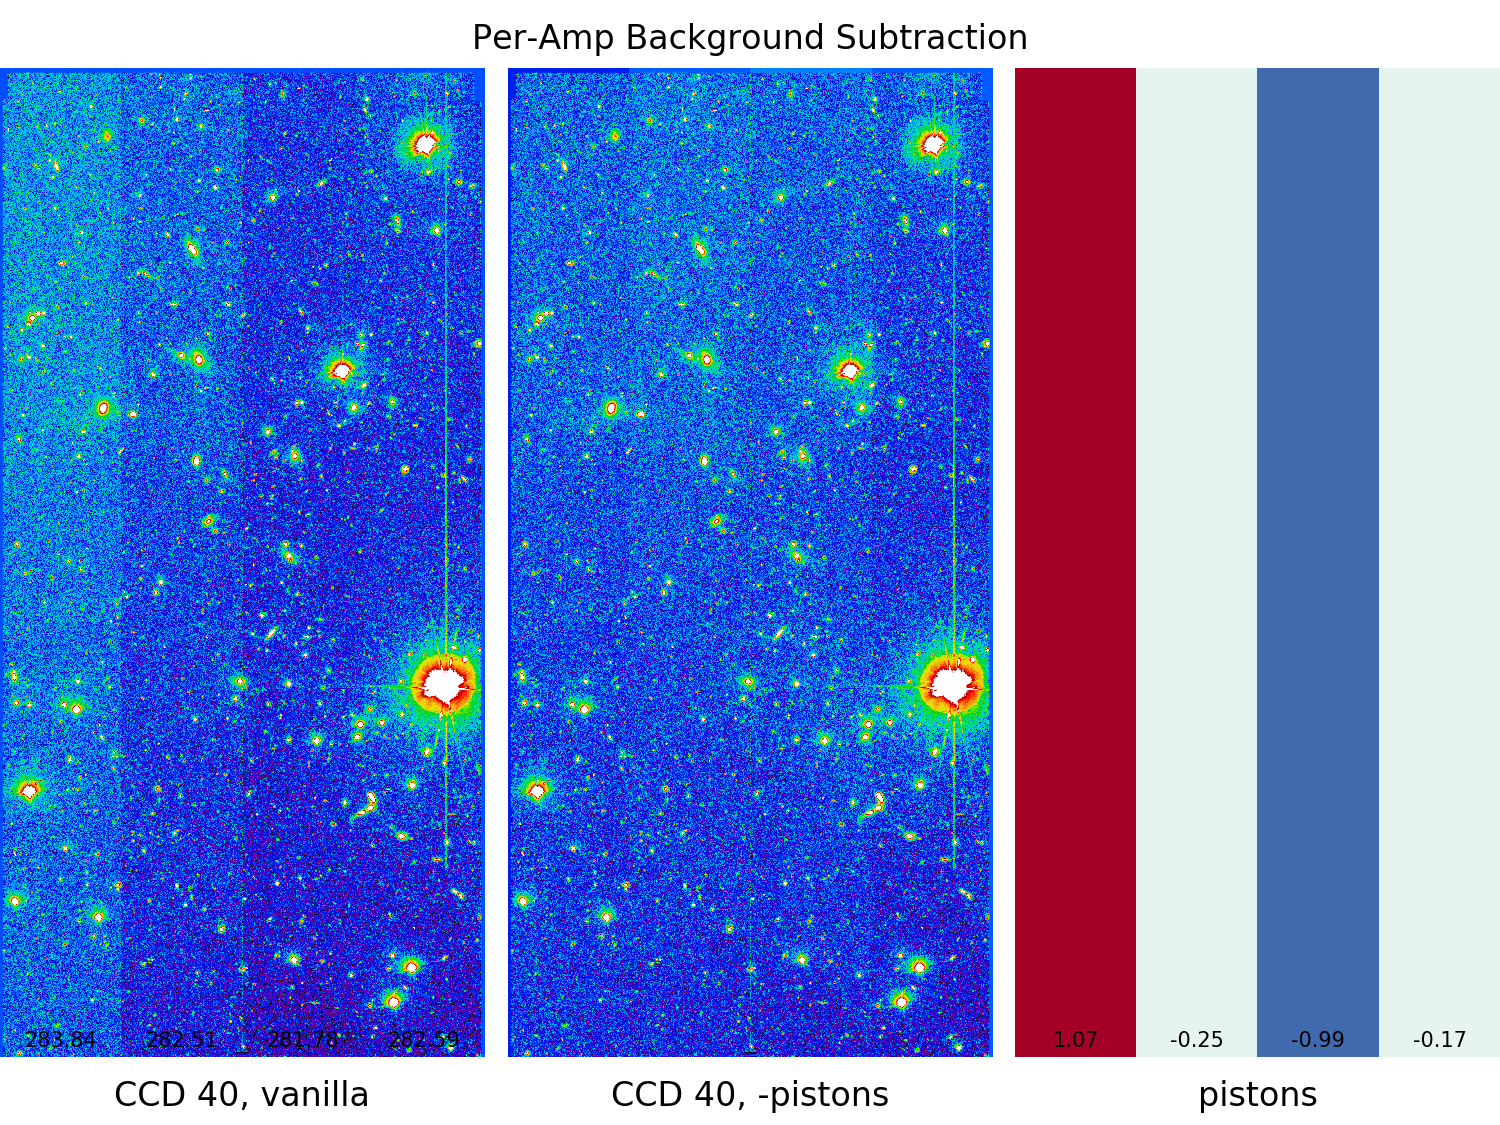 Per-Amp Background Subtraction
283.84 282.51 281.78 282.59
1.07 -0.25 -0.99 -0.17
CCD 40, vanilla
CCD 40, -pistons
pistons